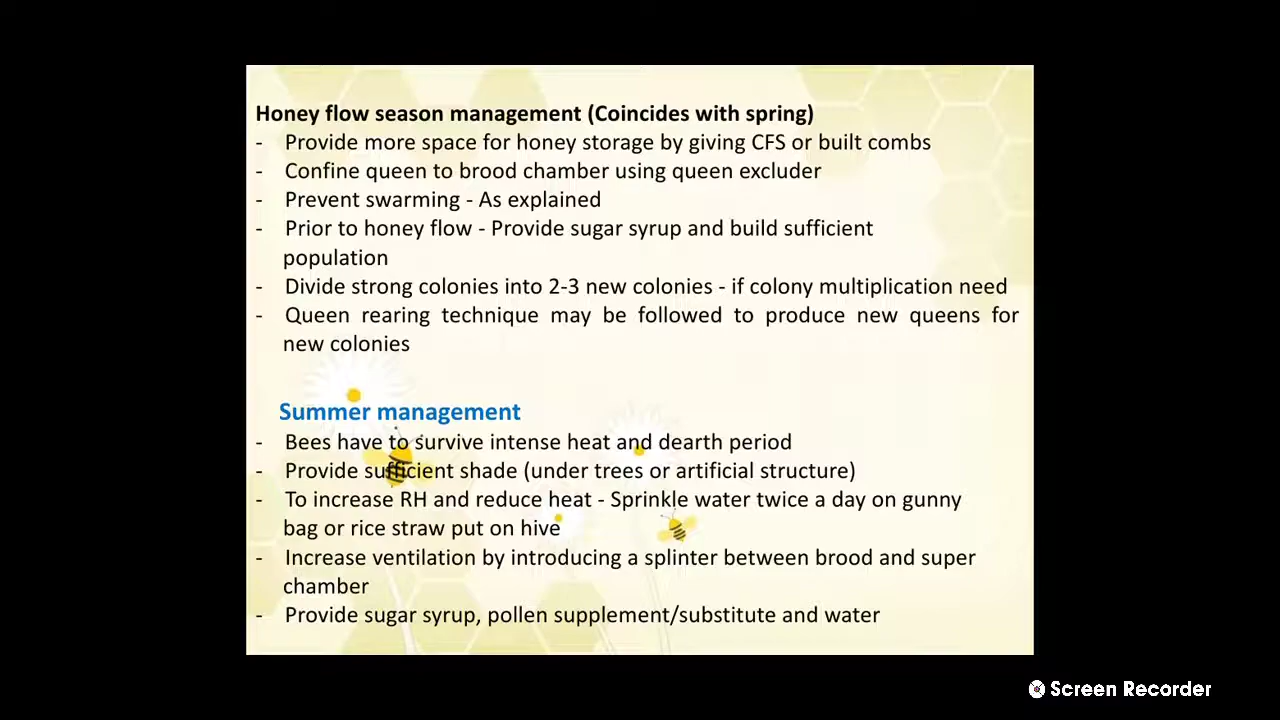 Honey flow season management (Coincides with spring)
- Provide more space for honey storage by giving CFS or built combs
- Confine queen to brood chamber using queen excluder
- Prevent swarming - As explained
- Prior to honey flow - Provide sugar syrup and build sufficient
population
- Divide strong colonies into 2-3 new colonies - if colony multiplication need
- Queen rearing technique may be followed to produce new queens for
new colonies
Summer management
- Bees have to survive intense heat and dearth period
- Provide sufficient shade (under trees or artificial structure)
- To increase RH and reduce heat - Sprinkle water twice a day on gunny
bag or rice straw put on hive
- Increase ventilation by introducing a splinter between brood and super
chamber
- Provide sugar syrup, pollen supplement/substitute and water
Screen Recorder